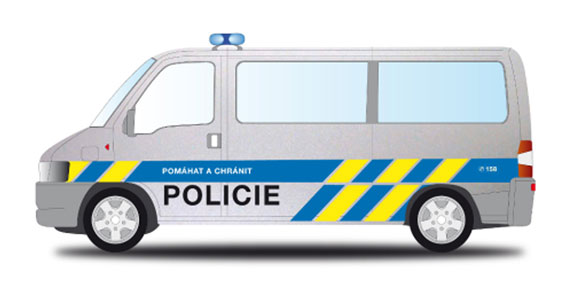 POMÁHAT A CHRÁNIT
POLICIE
✆ 158